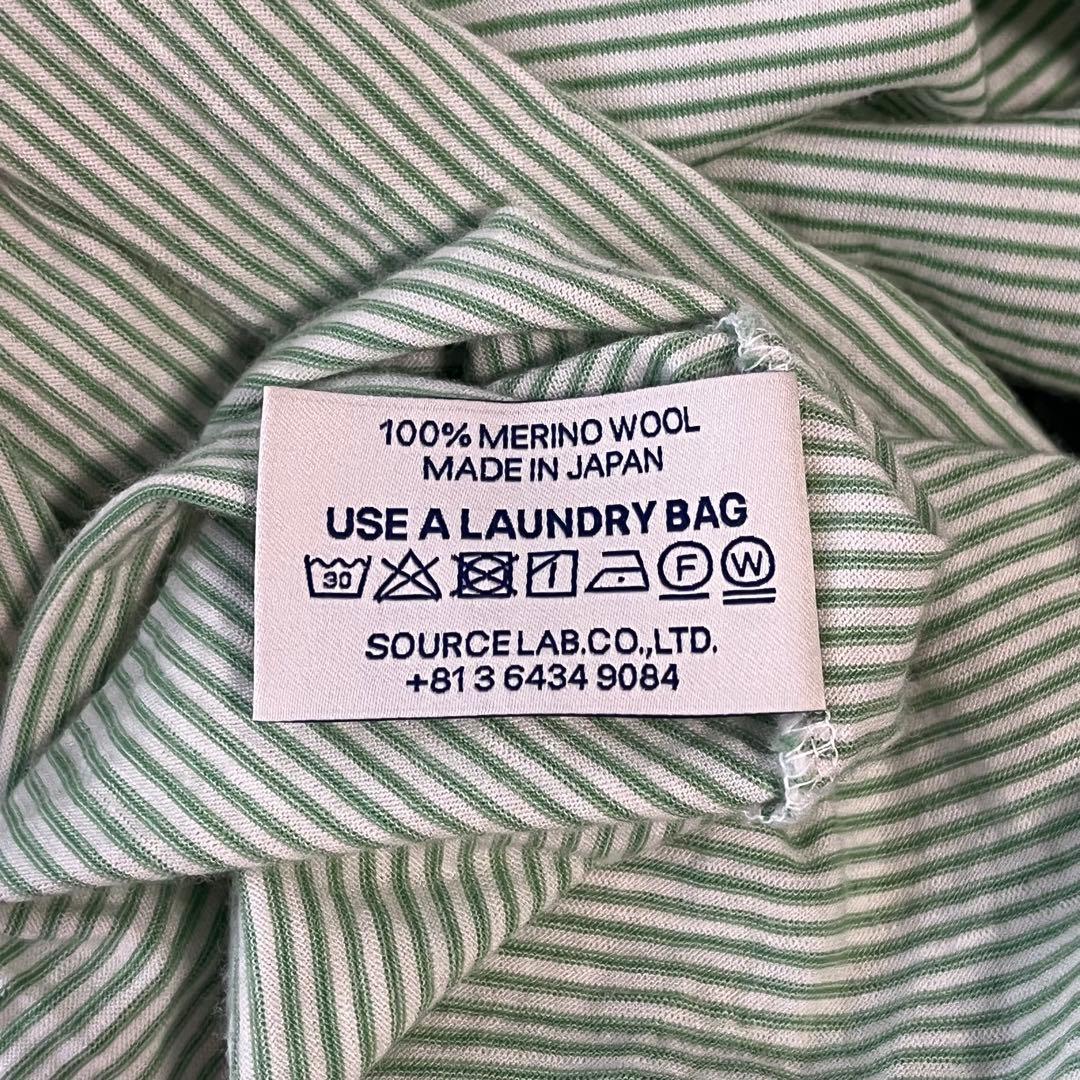 100% MERINO WOOL
MADE IN JAPAN
USE A LAUNDRY BAG
30 F W
SOURCE LAB.CO.,LTD.
+81 3 6434 9084